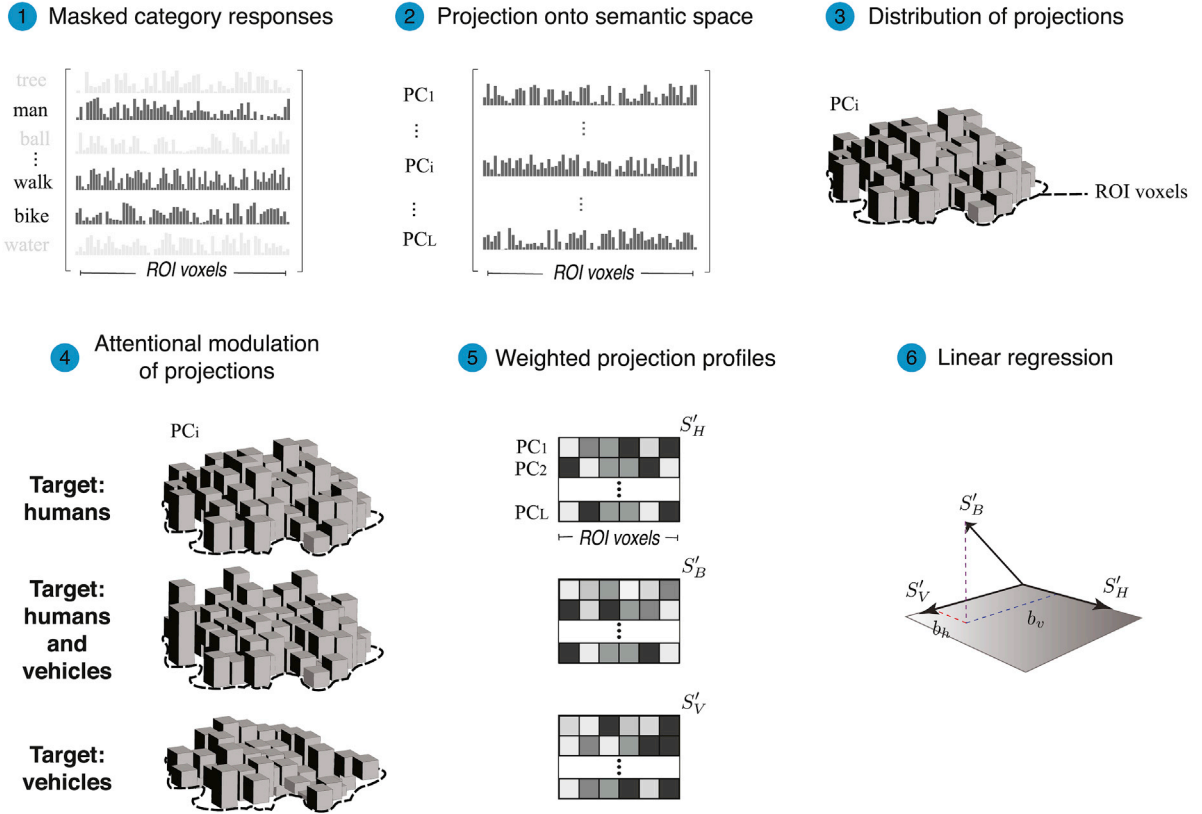 1 Masked category responses
tree
man
ball
⋮
walk
bike
water
ROI voxels
2 Projection onto semantic space
PC1
⋮
PCi
⋮
PCL
ROI voxels
3 Distribution of projections
PCi
ROI voxels
4 Attentional modulation
of projections
PCi
Target:
humans
Target:
humans
and
vehicles
Target:
vehicles
5 Weighted projection profiles
S′H
PC1
PC2
⋮
PCL
ROI voxels
S′B
⋮
S′V
⋮
6 Linear regression
S′B
S′V
S′H
bh
bv